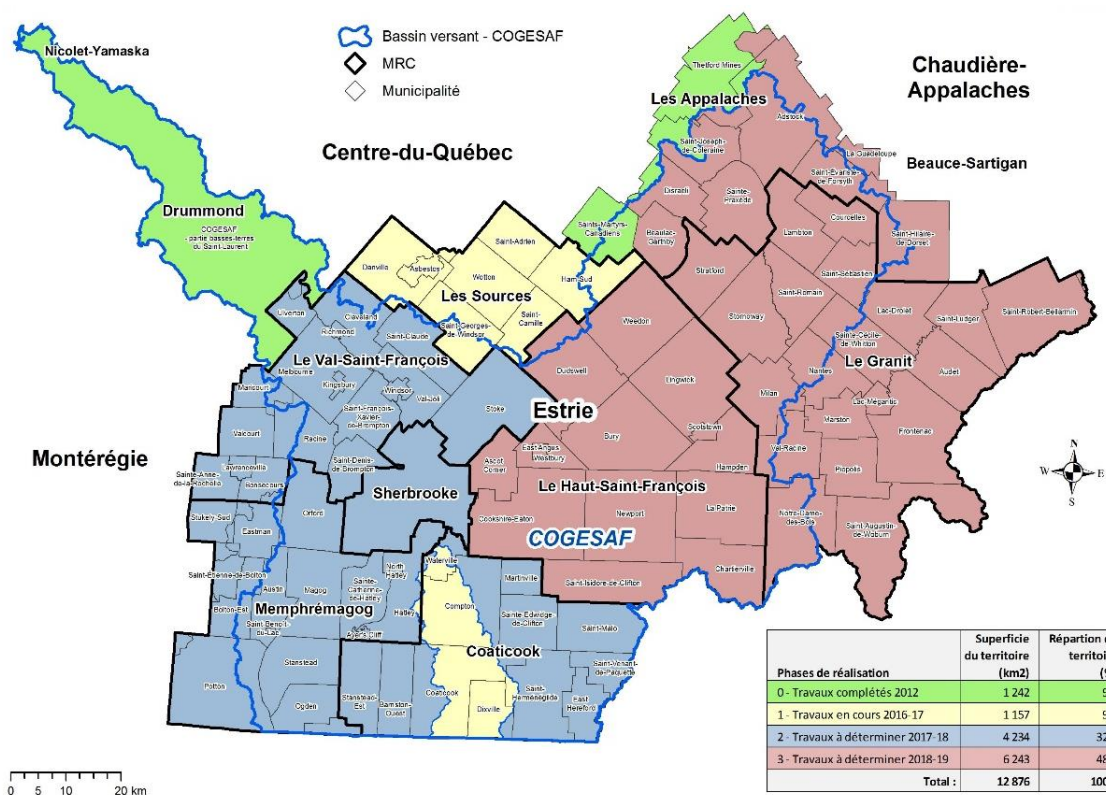 Nicolet-Yamaska
Bassin versant - COGESAF
MRC
Municipalité
Chaudière-
Appalaches
Centre-du-Québec
Beauce-Sartigan
Montérégie
Estrie
COGESAF
Drummond
COGESAF
- partie basses-terres
du Saint-Laurent
Les Appalaches
Thetford Mines
Adstock
Saint-Joseph-
de-Coleraine
La Guadeloupe
Saint-Évariste-
de-Forsyth
Disraeli
Sainte-
Praxède
Saints-Martyrs-
Canadiens
Beaulac-
Garthby
Courcelles
Lambton
Saint-Hilaire-
de-Dorset
Saint-Adrien
Danville
Asbestos
Wotton
Ham-Sud
Les Sources
Saint-
Camille
Saint-Georges-
de-Windsor
Stratford
Saint-Sébastien
Saint-Romain
Lac-Drolet
Saint-Ludger
Saint-Robert-Bellarmin
Stornoway
Sainte-Cécile-
de-Whitton
Le Granit
Nantes
Audet
Milan
Lac-Mégantic
Marston
Frontenac
Val-Racine
Piopolis
Notre-Dame-
des-Bois
Saint-Augustin-
de-Woburn
Ulverton
Cleveland
Richmond
Saint-Claude
Le Val-Saint-François
Melbourne
Kingsbury
Windsor
Val-Joli
Maricourt
Saint-François-
Xavier-
de-Brompton
Stoke
Valcourt
Racine
Saint-Denis-
de-Brompton
Lawrenceville
Sainte-Anne-
de-la-Rochelle
Bonsecours
Weedon
Dudswell
Lingwick
Bury
Scotstown
East Angus
Westbury
Ascot
Corner
Hampden
Le Haut-Saint-François
Cookshire-Eaton
Newport
La Patrie
Chartierville
Saint-Isidore-de-Clifton
Sherbrooke
Orford
Stukely-Sud
Eastman
Saint-Étienne-de-Bolton
Austin
Magog
North
Hatley
Sainte-
Catherine-
de-Hatley
Bolton-Est
Memphrémagog
Hatley
Saint-Benoît-
du-Lac
Ayer's Cliff
Stanstead
Potton
Ogden
Waterville
Compton
Martinville
Sainte-Edwidge-
de-Clifton
Saint-Malo
Coaticook
Saint-Venant-
de-Paquette
Stanstead-
Est
Barnston-
Ouest
Coaticook
Dixville
Saint-
Herménégilde
East
Hereford
N
W E
S
Phases de réalisation Superficie du territoire (km2) Répartion d territoi (%
0 - Travaux complétés 2012 1 242 9
1 - Travaux en cours 2016-17 1 157 9
2 - Travaux à déterminer 2017-18 4 234 32
3 - Travaux à déterminer 2018-19 6 243 48
Total : 12 876 100
0 5 10 20 km